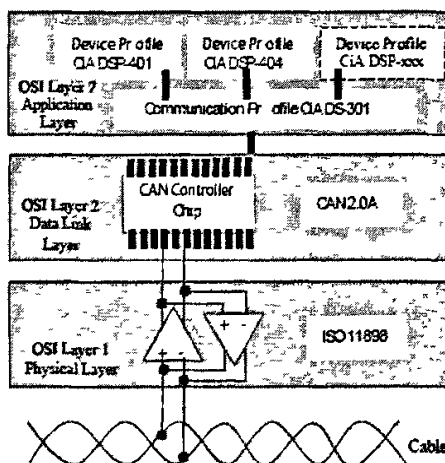 Device Profile
CiA DSP-401
Device Profile
CiA DSP-404
Device Profile
CiA DSP-xxx
OSI Layer 7
Application
Layer
Communication Profile CiA DS-301
OSI Layer 2
Data Link
Layer
CAN Controller
Chip
CAN2.0A
OSI Layer 1
Physical Layer
+ -
+ -
ISO11898
Cable